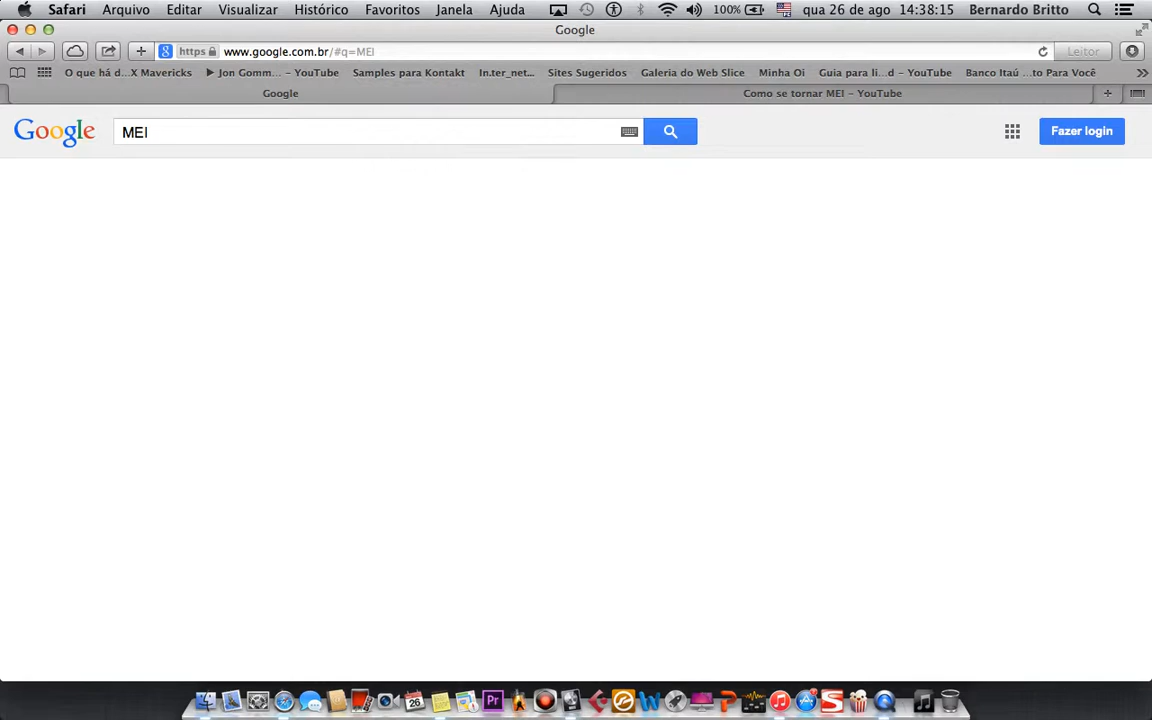 Safari Arquivo Editar Visualizar Histórico Favoritos Janela Ajuda 100% qua 26 de ago 14:38:15 Bernardo Britto
Google
https www.google.com.br/#q=MEI Leitor
O que há d...X Mavericks Jon Gomm... – YouTube Samples para Kontakt In.ter_net... Sites Sugeridos Galeria do Web Slice Minha Oi Guia para li...d – YouTube Banco Itaú ...to Para Você
Google Como se tornar MEI – YouTube
Google MEI Fazer login
26 Pr W P S